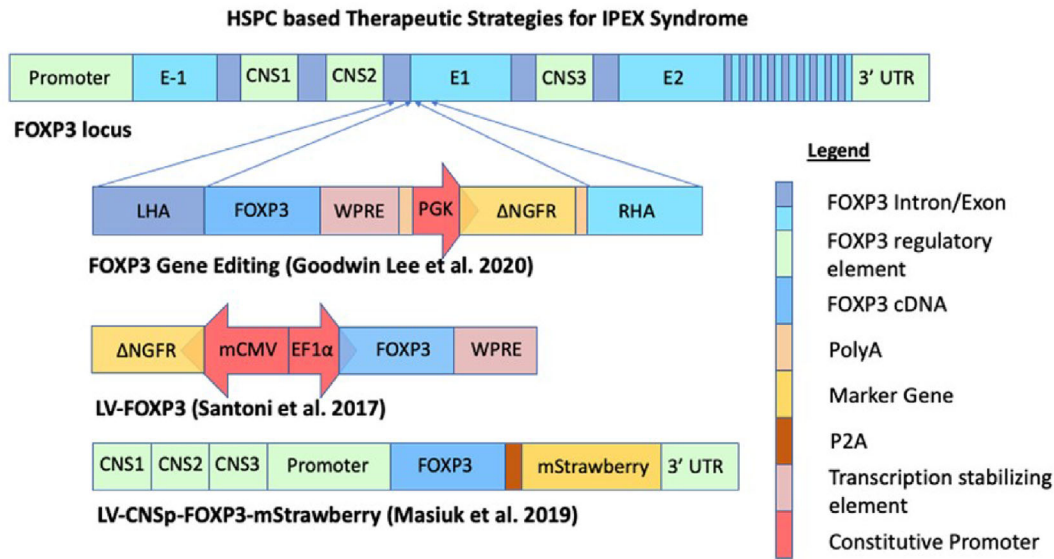 HSPC based Therapeutic Strategies for IPEX Syndrome
Promoter E-1 CNS1 CNS2 E1 CNS3 E2 3' UTR
FOXP3 locus
LHA FOXP3 WPRE PGK ΔNGFR RHA
FOXP3 Gene Editing (Goodwin Lee et al. 2020)
ΔNGFR mCMV EF1α FOXP3 WPRE
LV-FOXP3 (Santoni et al. 2017)
CNS1 CNS2 CNS3 Promoter FOXP3 mStrawberry 3' UTR
LV-CNSp-FOXP3-mStrawberry (Masiuk et al. 2019)
Legend
FOXP3 Intron/Exon
FOXP3 regulatory
element
FOXP3 cDNA
PolyA
Marker Gene
P2A
Transcription stabilizing
element
Constitutive Promoter